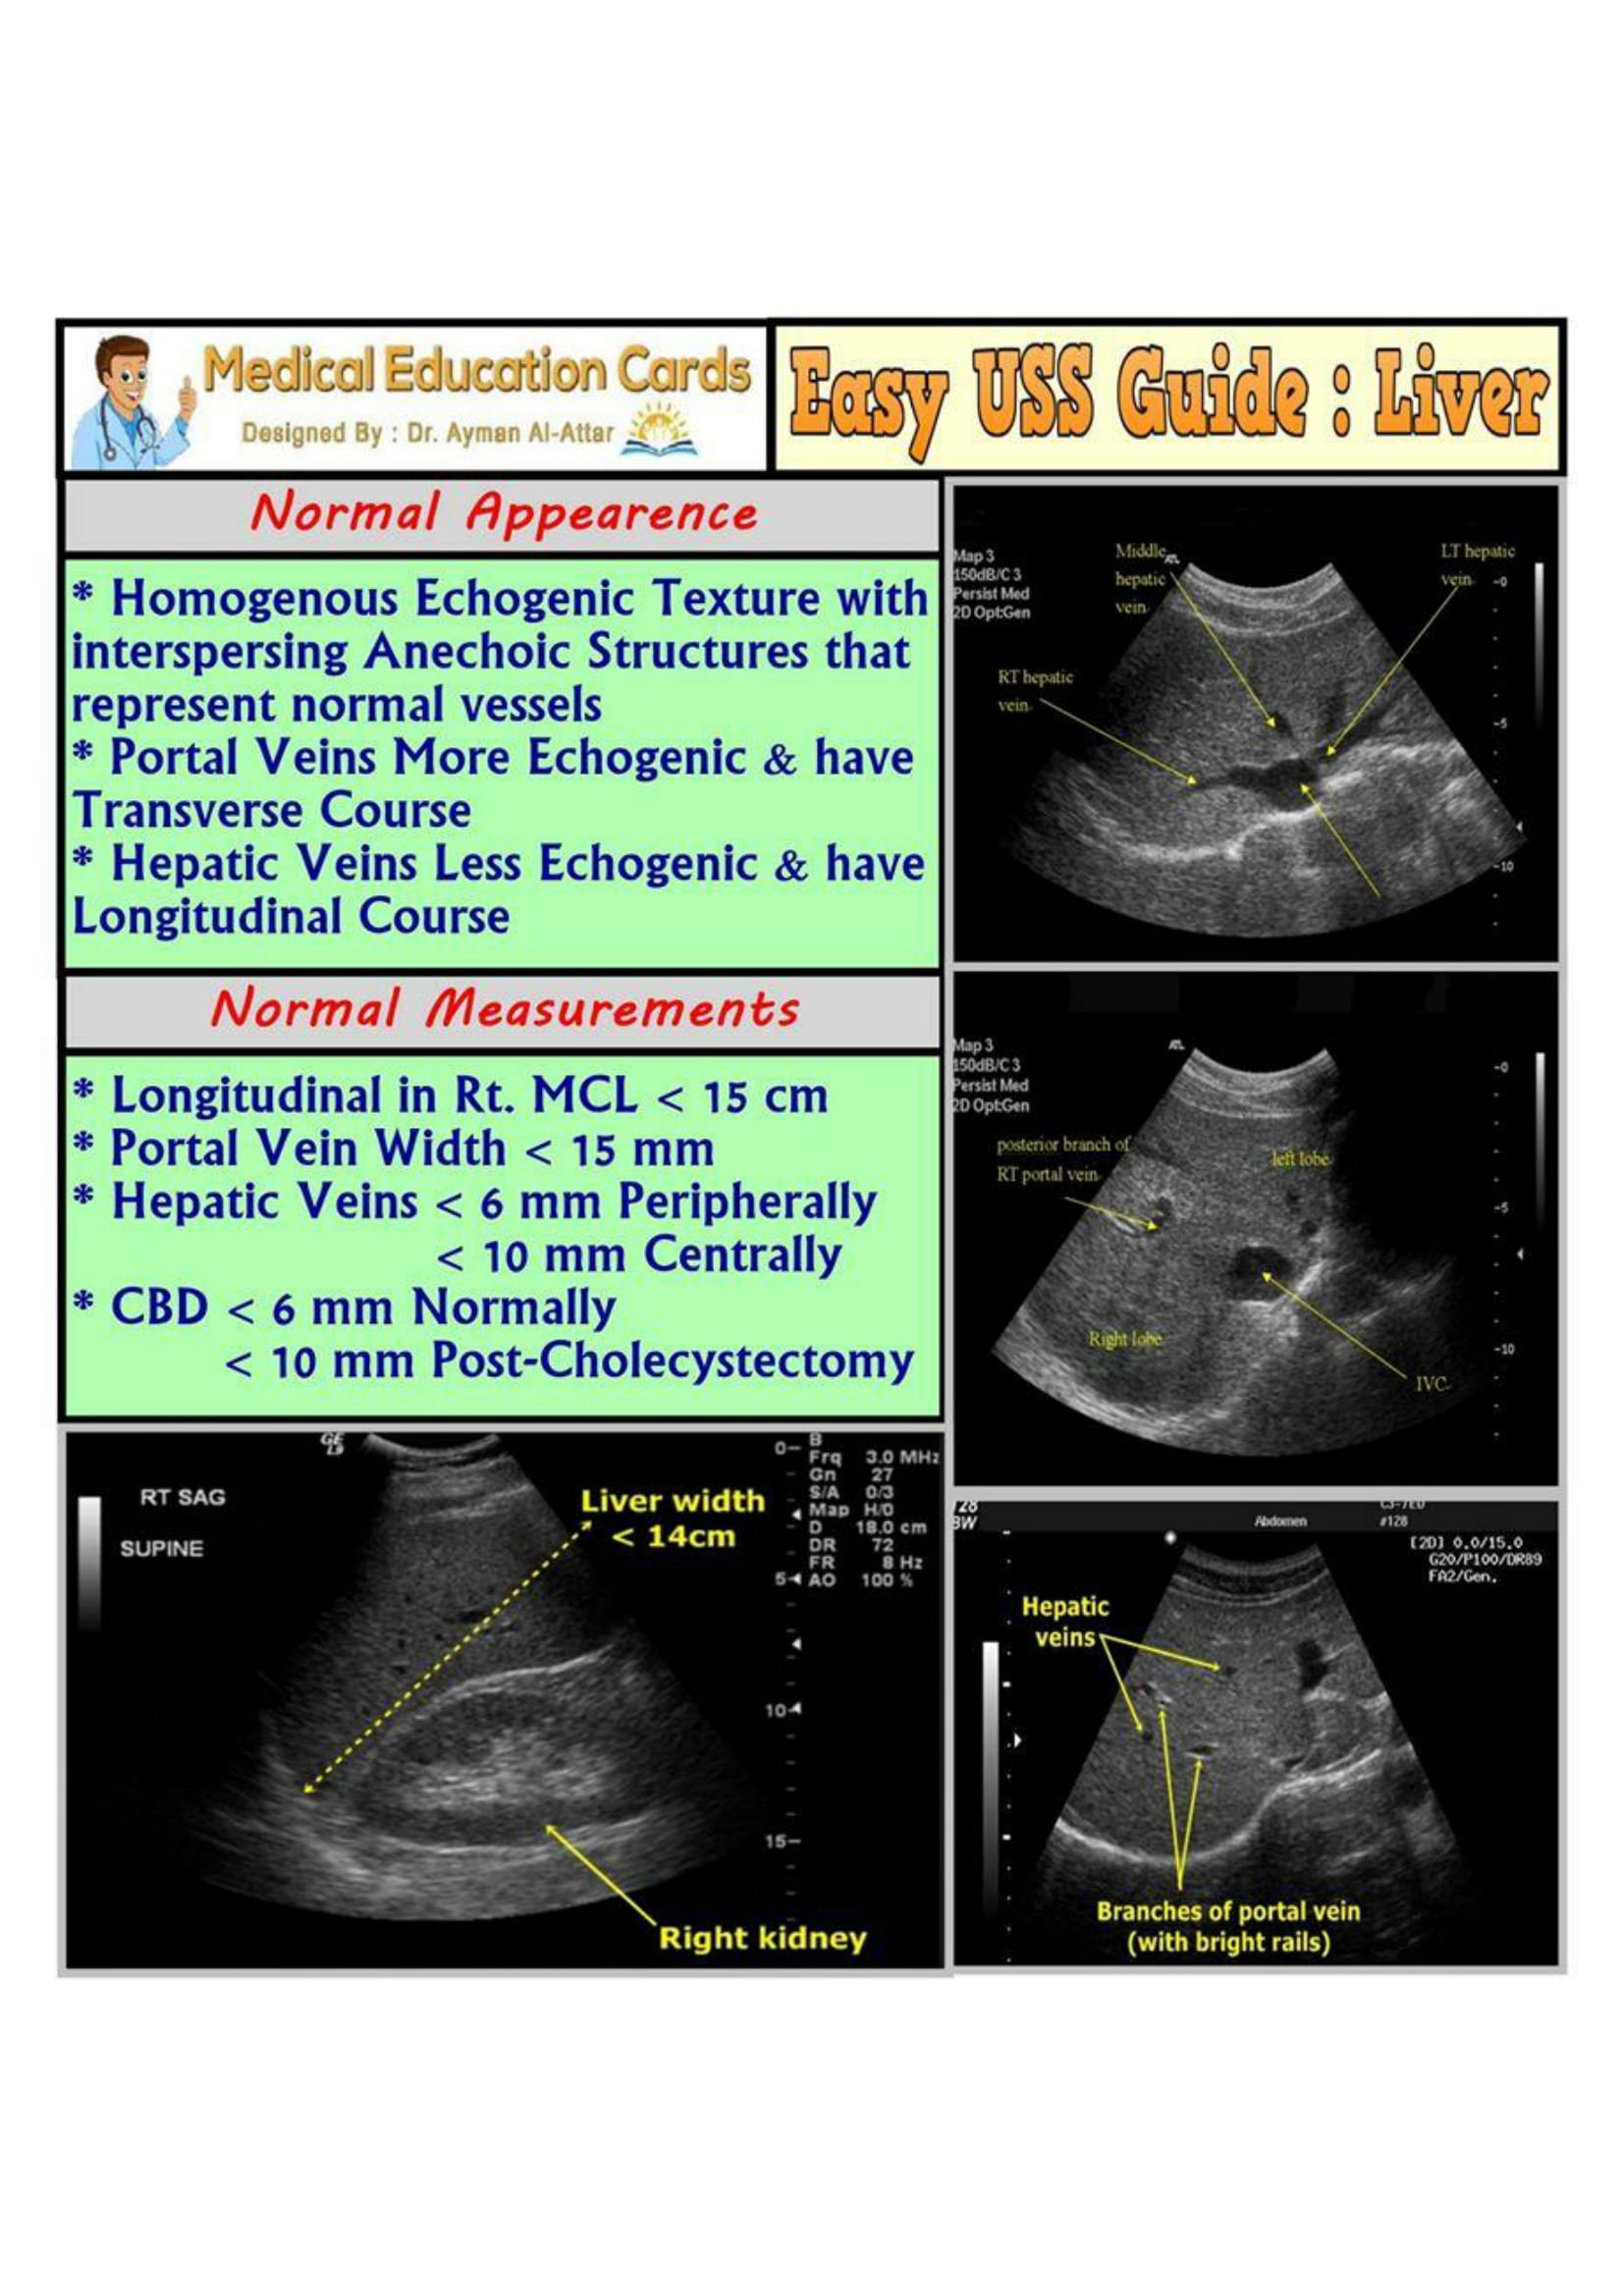 Medical Education Cards
Designed By : Dr. Ayman Al-Attar
Easy USS Guide : Liver
Normal Appearence
* Homogenous Echogenic Texture with
interspersing Anechoic Structures that
represent normal vessels
* Portal Veins More Echogenic & have
Transverse Course
* Hepatic Veins Less Echogenic & have
Longitudinal Course
Normal Measurements
* Longitudinal in Rt. MCL < 15 cm
* Portal Vein Width < 15 mm
* Hepatic Veins < 6 mm Peripherally
< 10 mm Centrally
* CBD < 6 mm Normally
< 10 mm Post-Cholecystectomy
GE
L9
RT SAG
SUPINE
Liver width
< 14cm
Right kidney
0
5
10
15
B
Frq 3.0 MHz
Gn 27
S/A 0/3
Map H/0
D 18.0 cm
DR 72
FR 8 Hz
AO 100 %
Map 3
150dB/C 3
Persist Med
2D Opt:Gen
Middle
hepatic
vein
ATL
LT hepatic
vein
RT hepatic
vein
-0
-5
-10
Map 3
150dB/C 3
Persist Med
2D Opt:Gen
ATL
posterior branch of
RT portal vein
left lobe
Right lobe
IVC
-0
-5
-10
Abdomen
#128
[2D] 0.0/15.0
G20/P100/DR89
FA2/Gen.
Hepatic
veins
Branches of portal vein
(with bright rails)